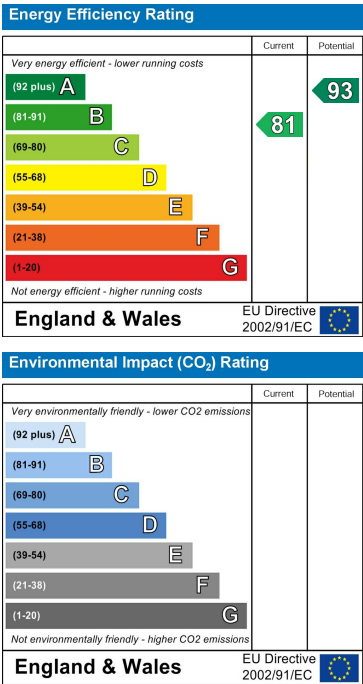 Energy Efficiency Rating
Current Potential
Very energy efficient - lower running costs
(92 plus) A
93
(81-91) B
81
(69-80) C
(55-68) D
(39-54) E
(21-38) F
(1-20) G
Not energy efficient - higher running costs
England & Wales
EU Directive
2002/91/EC
Environmental Impact (CO₂) Rating
Current Potential
Very environmentally friendly - lower CO2 emissions
(92 plus) A
(81-91) B
(69-80) C
(55-68) D
(39-54) E
(21-38) F
(1-20) G
Not environmentally friendly - higher CO2 emissions
England & Wales
EU Directive
2002/91/EC